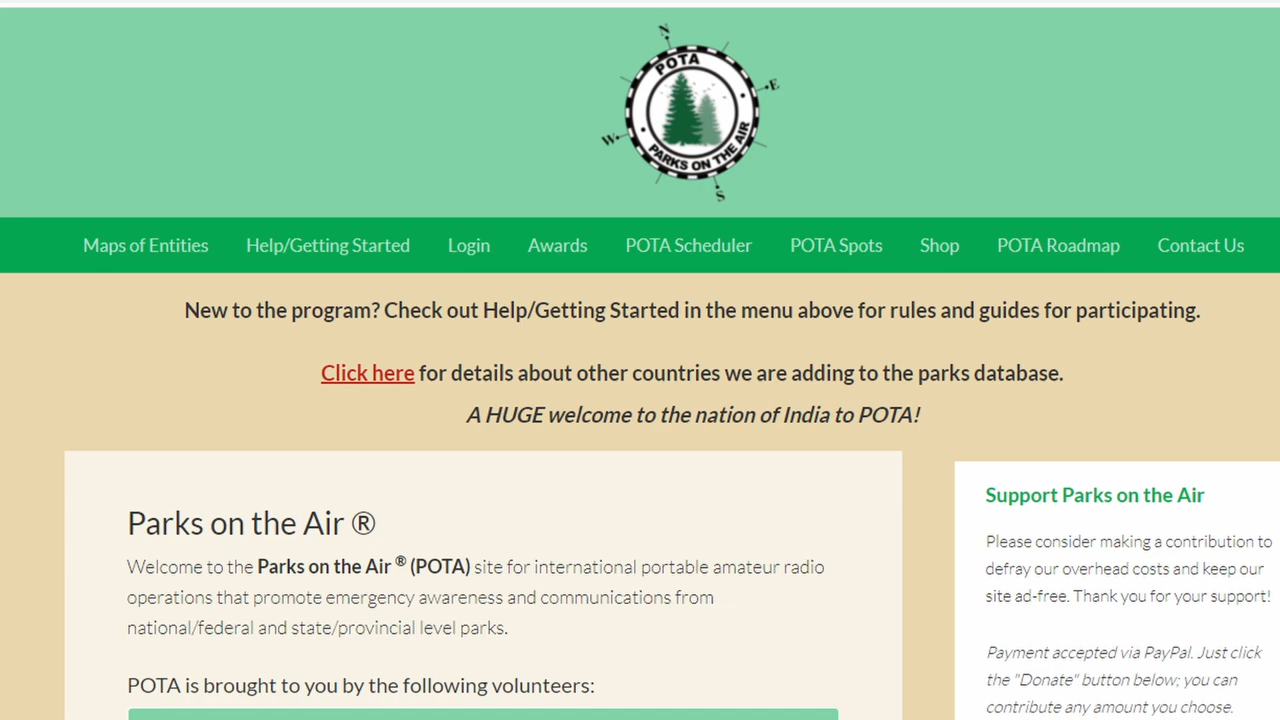 N
POTA
E
W
PARKS ON THE AIR
S
Maps of Entities Help/Getting Started Login Awards POTA Scheduler POTA Spots Shop POTA Roadmap Contact Us
New to the program? Check out Help/Getting Started in the menu above for rules and guides for participating.
Click here for details about other countries we are adding to the parks database.
A HUGE welcome to the nation of India to POTA!
Parks on the Air ®
Welcome to the Parks on the Air ® (POTA) site for international portable amateur radio
operations that promote emergency awareness and communications from
national/federal and state/provincial level parks.
POTA is brought to you by the following volunteers:
Support Parks on the Air
Please consider making a contribution to
defray our overhead costs and keep our
site ad-free. Thank you for your support!
Payment accepted via PayPal. Just click
the "Donate" button below; you can
contribute any amount you choose.